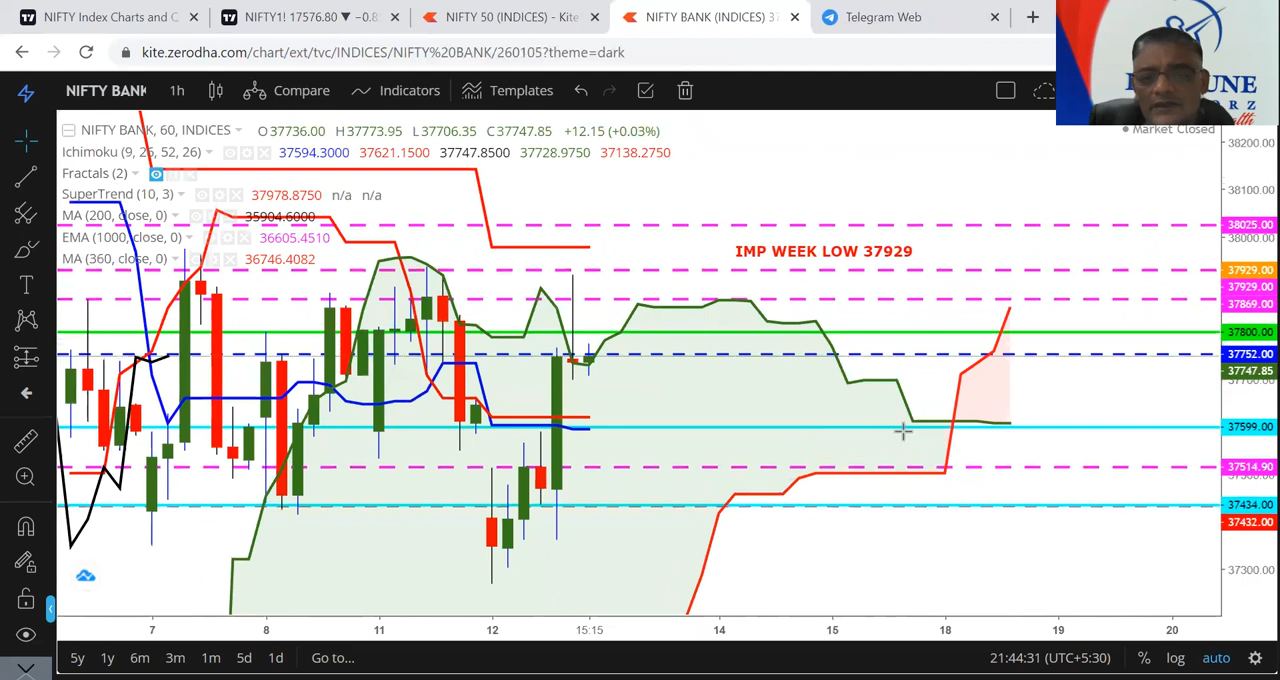 NIFTY Index Charts and C
NIFTY1! 17576.80 ▼ −0.8
NIFTY 50 (INDICES) - Kite
NIFTY BANK (INDICES) 37
Telegram Web
kite.zerodha.com/chart/ext/tvc/INDICES/NIFTY%20BANK/260105?theme=dark
NIFTY BANK 1h Compare Indicators Templates
Market Closed
NIFTY BANK, 60, INDICES O37736.00 H37773.95 L37706.35 C37747.85 +12.15 (+0.03%)
Ichimoku (9, 26, 52, 26) 37594.3000 37621.1500 37747.8500 37728.9750 37138.2750
Fractals (2)
SuperTrend (10, 3) 37978.8750 n/a n/a
MA (200, close, 0) 35904.6000
EMA (1000, close, 0) 36605.4510
MA (360, close, 0) 36746.4082
IMP WEEK LOW 37929
38200.00
38100.00
38025.00
38000.00
37929.00
37929.00
37869.00
37800.00
37752.00
37747.85
37599.00
37514.90
37434.00
37432.00
37300.00
7 8 11 12 15:15 14 15 18 19 20
5y 1y 6m 3m 1m 5d 1d Go to... 21:44:31 (UTC+5:30) % log auto